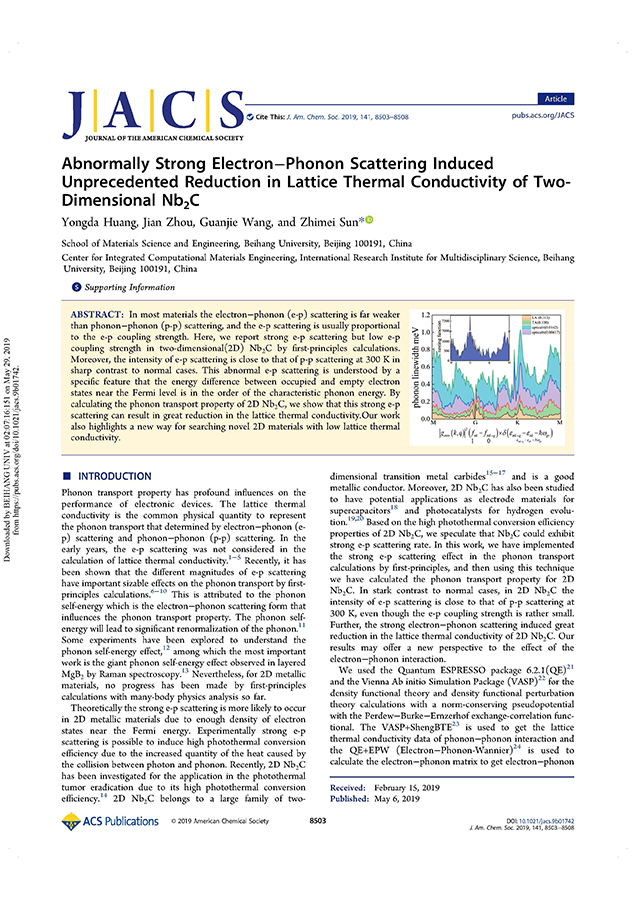 Downloaded by BEIHANG UNIV at 02:07:16:151 on May 29, 2019
from https://pubs.acs.org/doi/10.1021/jacs.9b01742.
JACS
JOURNAL OF THE AMERICAN CHEMICAL SOCIETY
Cite This: J. Am. Chem. Soc. 2019, 141, 8503−8508
Article
pubs.acs.org/JACS
Abnormally Strong Electron−Phonon Scattering Induced
Unprecedented Reduction in Lattice Thermal Conductivity of Two-
Dimensional Nb2C
Yongda Huang, Jian Zhou, Guanjie Wang, and Zhimei Sun*
School of Materials Science and Engineering, Beihang University, Beijing 100191, China
Center for Integrated Computational Materials Engineering, International Research Institute for Multidisciplinary Science, Beihang
University, Beijing 100191, China
S Supporting Information
ABSTRACT: In most materials the electron−phonon (e-p) scattering is far weaker
than phonon−phonon (p-p) scattering, and the e-p scattering is usually proportional
to the e-p coupling strength. Here, we report strong e-p scattering but low e-p
coupling strength in two-dimensional(2D) Nb2C by first-principles calculations.
Moreover, the intensity of e-p scattering is close to that of p-p scattering at 300 K in
sharp contrast to normal cases. This abnormal e-p scattering is understood by a
specific feature that the energy difference between occupied and empty electron
states near the Fermi level is in the order of the characteristic phonon energy. By
calculating the phonon transport property of 2D Nb2C, we show that this strong e-p
scattering can result in great reduction in the lattice thermal conductivity.Our work
also highlights a new way for searching novel 2D materials with low lattice thermal
conductivity.
phonon linewidth meV
1.2
1.0
0.8
0.6
0.4
0.2
0.0
M G K M
■ INTRODUCTION
Phonon transport property has profound influences on the
performance of electronic devices. The lattice thermal
conductivity is the common physical quantity to represent
the phonon transport that determined by electron−phonon (e-
p) scattering and phonon−phonon (p-p) scattering. In the
early years, the e-p scattering was not considered in the
calculation of lattice thermal conductivity.1−5 Recently, it has
been shown that the different magnitudes of e-p scattering
have important sizable effects on the phonon transport by first-
principles calculations.6−10 This is attributed to the phonon
self-energy which is the electron−phonon scattering form that
influences the phonon transport property. The phonon self-
energy will lead to significant renormalization of the phonon.11
Some experiments have been explored to understand the
phonon self-energy effect,12 among which the most important
work is the giant phonon self-energy effect observed in layered
MgB2 by Raman spectroscopy.13 Nevertheless, for 2D metallic
materials, no progress has been made by first-principles
calculations with many-body physics analysis so far.
Theoretically the strong e-p scattering is more likely to occur
in 2D metallic materials due to enough density of electron
states near the Fermi energy. Experimentally strong e-p
scattering is possible to induce high photothermal conversion
efficiency due to the increased quantity of the heat caused by
the collision between photon and phonon. Recently, 2D Nb2C
has been investigated for the application in the photothermal
tumor eradication due to its high photothermal conversion
efficiency.14 2D Nb2C belongs to a large family of two-
dimensional transition metal carbides15−17 and is a good
metallic conductor. Moreover, 2D Nb2C has also been studied
to have potential applications as electrode materials for
supercapacitors18 and photocatalysts for hydrogen evolu-
tion.19,20 Based on the high photothermal conversion efficiency
properties of 2D Nb2C, we speculate that Nb2C could exhibit
strong e-p scattering rate. In this work, we have implemented
the strong e-p scattering effect in the phonon transport
calculations by first-principles, and then using this technique
we have calculated the phonon transport property for 2D
Nb2C. In stark contrast to normal cases, in 2D Nb2C the
intensity of e-p scattering is close to that of p-p scattering at
300 K, even though the e-p coupling strength is rather small.
Further, the strong electron−phonon scattering induced great
reduction in the lattice thermal conductivity of 2D Nb2C. Our
results may offer a new perspective to the effect of the
electron−phonon interaction.
We used the Quantum ESPRESSO package 6.2.1(QE)21
and the Vienna Ab initio Simulation Package (VASP)22 for the
density functional theory and density functional perturbation
theory calculations with a norm-conserving pseudopotential
with the Perdew−Burke−Ernzerhof exchange-correlation func-
tional. The VASP+ShengBTE23 is used to get the lattice
thermal conductivity data of phonon−phonon interaction and
the QE+EPW (Electron−Phonon-Wannier)24 is used to
calculate the electron−phonon matrix to get electron−phonon
Received: February 15, 2019
Published: May 6, 2019
ACS Publications
© 2019 American Chemical Society
8503
DOI: 10.1021/jacs.9b01742
J. Am. Chem. Soc. 2019, 141, 8503−8508